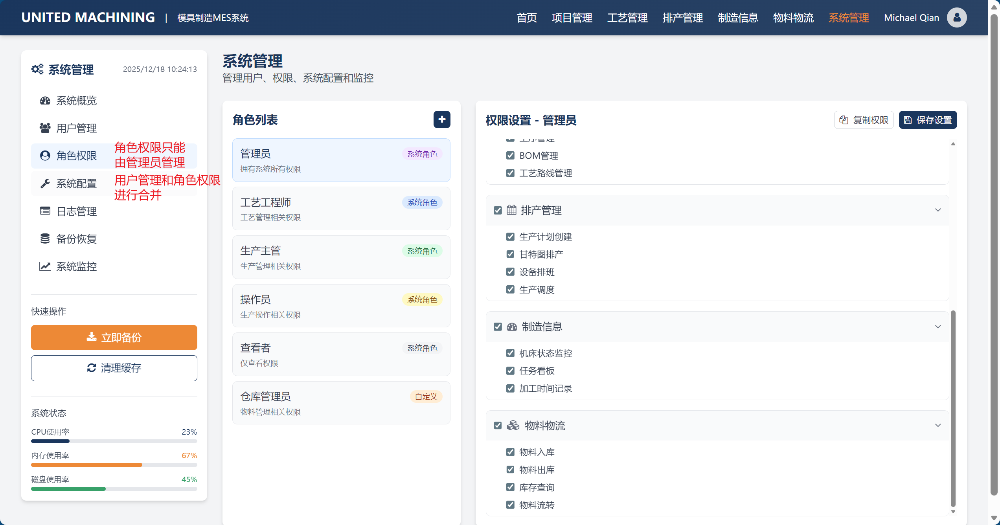 UNITED MACHINING | 模具制造MES系统
首页 项目管理 工艺管理 排产管理 制造信息 物料物流 系统管理 Michael Qian
系统管理 2025/12/18 10:24:13
系统概览
用户管理
角色权限
角色权限只能
由管理员管理
系统配置
用户管理和角色权限
进行合并
日志管理
备份恢复
系统监控
快速操作
立即备份
清理缓存
系统状态
CPU使用率 23%
内存使用率 67%
磁盘使用率 45%
系统管理
管理用户、权限、系统配置和监控
角色列表
管理员 系统角色
拥有系统所有权限
工艺工程师 系统角色
工艺管理相关权限
生产主管 系统角色
生产管理相关权限
操作员 系统角色
生产操作相关权限
查看者 系统角色
仅查看权限
仓库管理员 自定义
物料管理相关权限
权限设置 - 管理员 复制权限 保存设置
工序管理
BOM管理
工艺路线管理
排产管理
生产计划创建
甘特图排产
设备排班
生产调度
制造信息
机床状态监控
任务看板
加工时间记录
物料物流
物料入库
物料出库
库存查询
物料流转